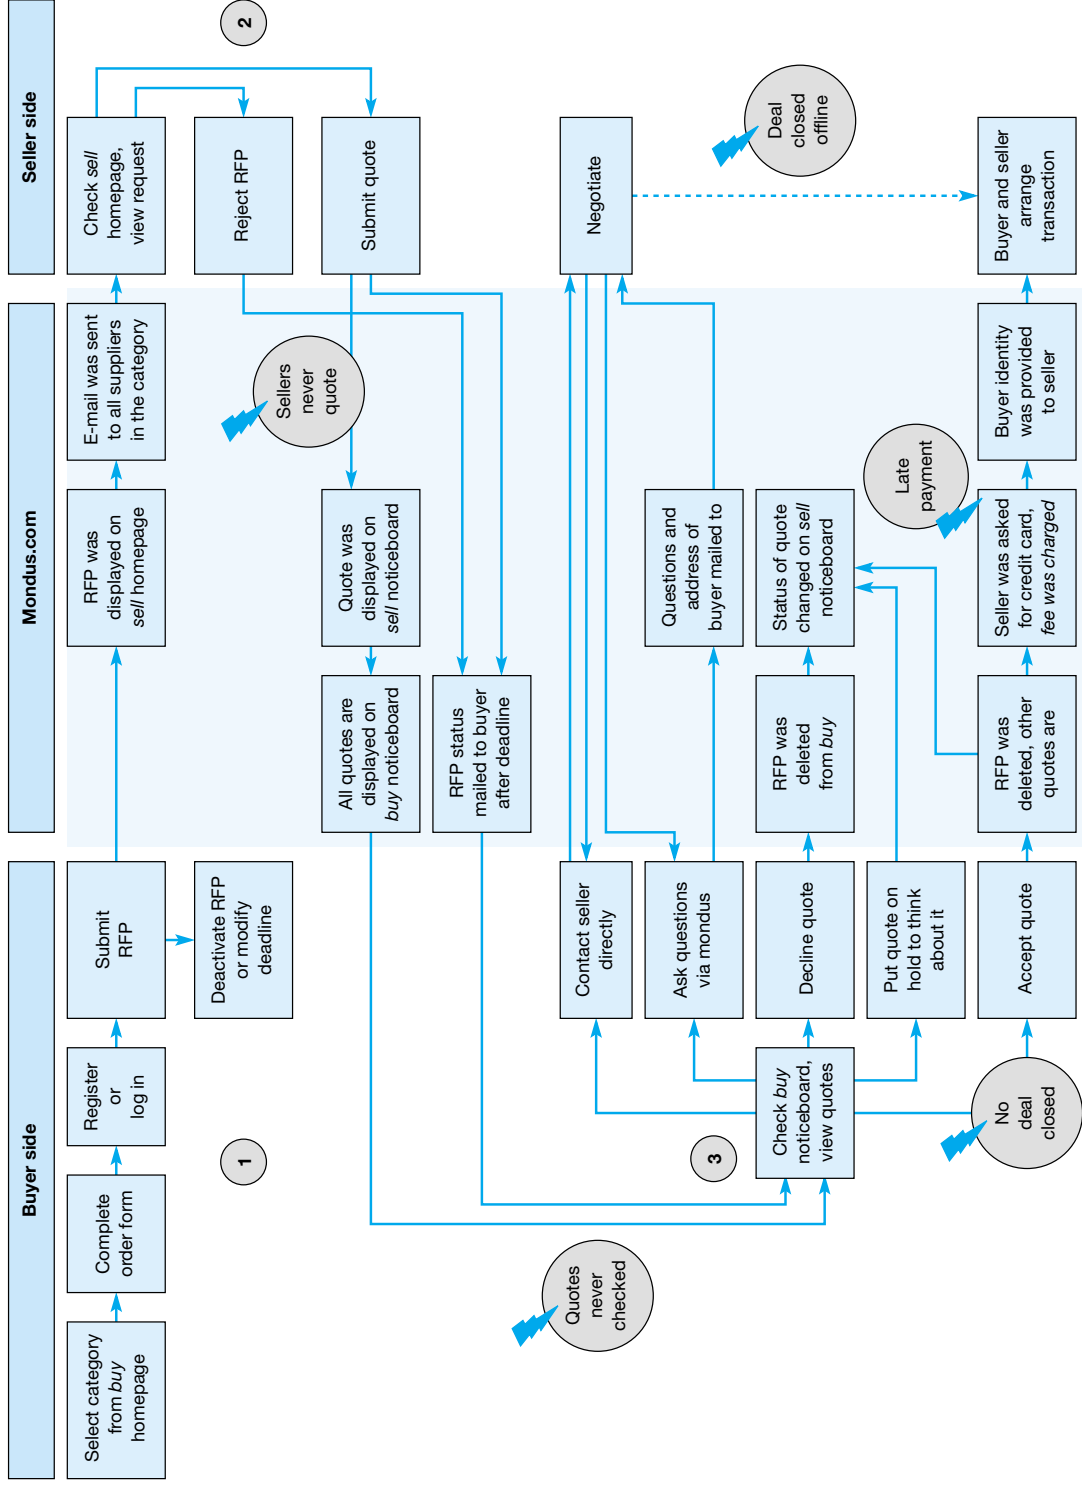 Buyer side
Mondus.com
Seller side
Select category
from buy
homepage
Complete
order form
Register
or
log in
Submit
RFP
RFP was
displayed on
sell homepage
E-mail was sent
to all suppliers
in the category
Check sell
homepage,
view request
1
Deactivate RFP
or modify
deadline
Reject RFP
2
Sellers
never
quote
All quotes are
displayed on
buy noticeboard
Quote was
displayed on
sell noticeboard
Submit quote
RFP status
mailed to buyer
after deadline
Quotes
never
checked
Contact seller
directly
Negotiate
3
Ask questions
via mondus
Questions and
address of
buyer mailed to
Deal
closed
offline
Check buy
noticeboard,
view quotes
Decline quote
RFP was
deleted
from buy
Status of quote
changed on sell
noticeboard
Put quote on
hold to think
about it
Late
payment
No
deal
closed
Accept quote
RFP was
deleted, other
quotes are
Seller was asked
for credit card,
fee was charged
Buyer identity
was provided
to seller
Buyer and seller
arrange
transaction